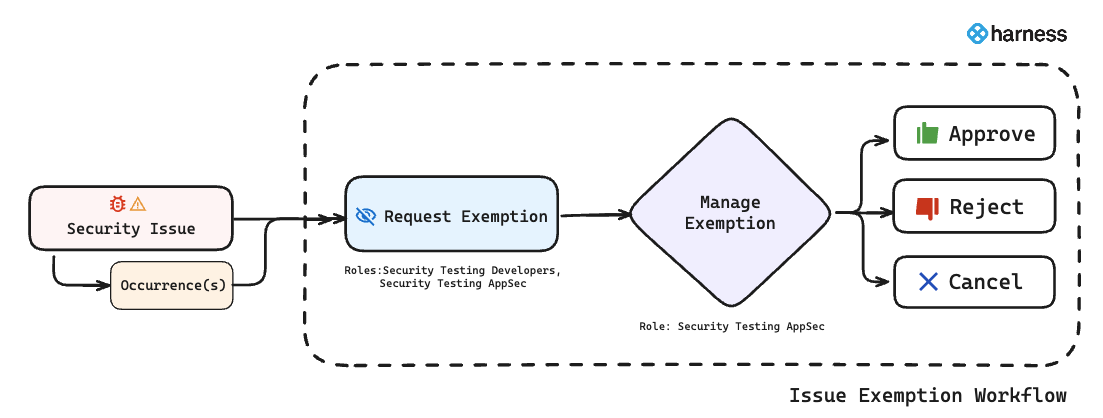 harness
Security Issue
Occurrence(s)
Request Exemption
Roles:Security Testing Developers,
Security Testing AppSec
Manage
Exemption
Role: Security Testing AppSec
Approve
Reject
Cancel
Issue Exemption Workflow